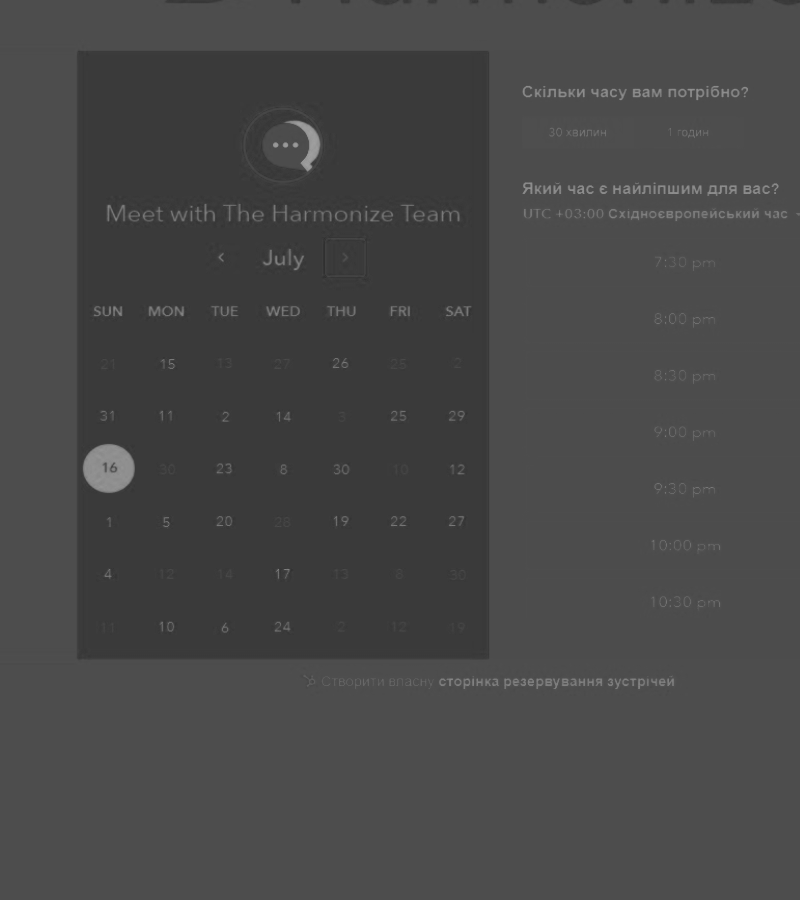 Meet with The Harmonize Team
July
SUN MON TUE WED THU FRI SAT
21 15 13 27 26 25 2
31 11 2 14 3 25 29
16 30 23 8 30 10 12
1 5 20 28 19 22 27
4 12 14 17 13 8 30
11 10 6 24 2 12 19
Скільки часу вам потрібно?
30 хвилин 1 годин
Який час є найліпшим для вас?
UTC +03:00 Східноєвропейський час
7:30 pm
8:00 pm
8:30 pm
9:00 pm
9:30 pm
10:00 pm
10:30 pm
Створити власну сторінка резервування зустрічей